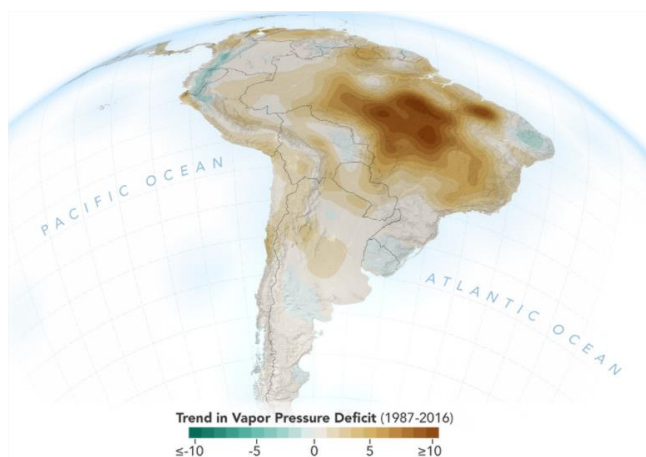 PACIFIC OCEAN
ATLANTIC OCEAN
Trend in Vapor Pressure Deficit (1987-2016)
≤-10 -5 0 5 ≥10